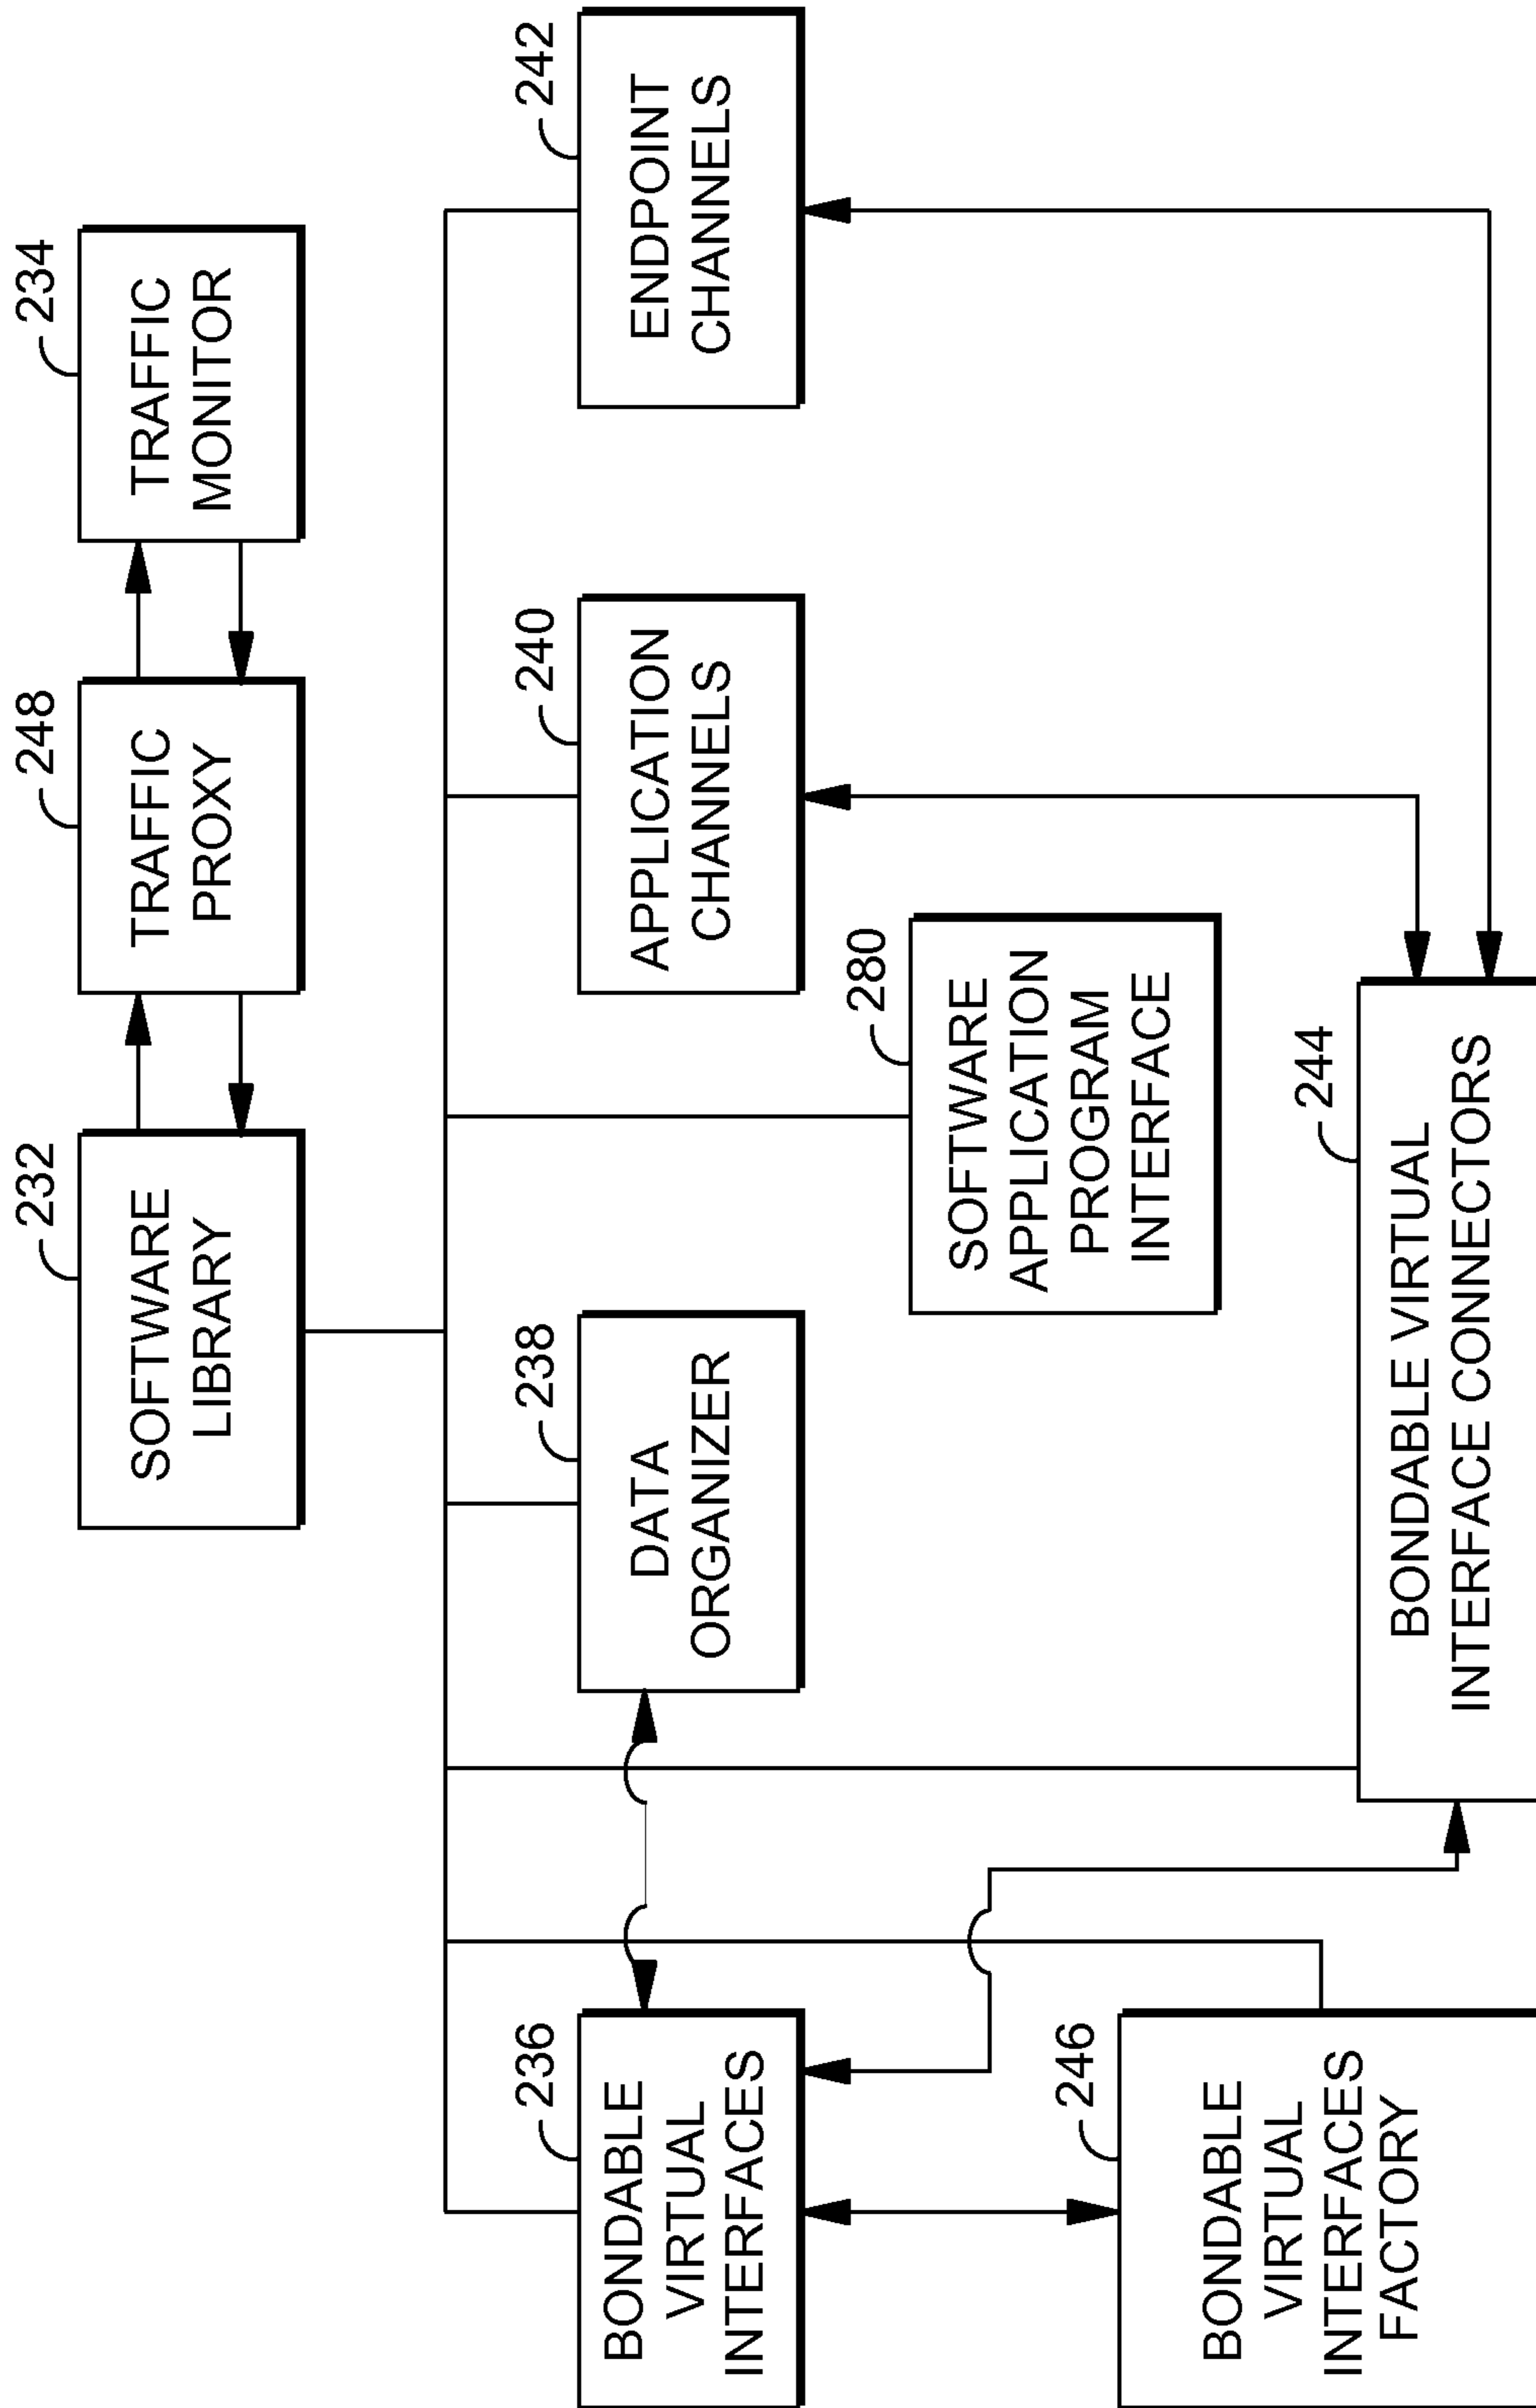 232
SOFTWARE
LIBRARY
248
TRAFFIC
PROXY
234
TRAFFIC
MONITOR
236
BONDABLE
VIRTUAL
INTERFACES
238
DATA
ORGANIZER
240
APPLICATION
CHANNELS
242
ENDPOINT
CHANNELS
280
SOFTWARE
APPLICATION
PROGRAM
INTERFACE
246
BONDABLE
VIRTUAL
INTERFACES
FACTORY
244
BONDABLE VIRTUAL
INTERFACE CONNECTORS